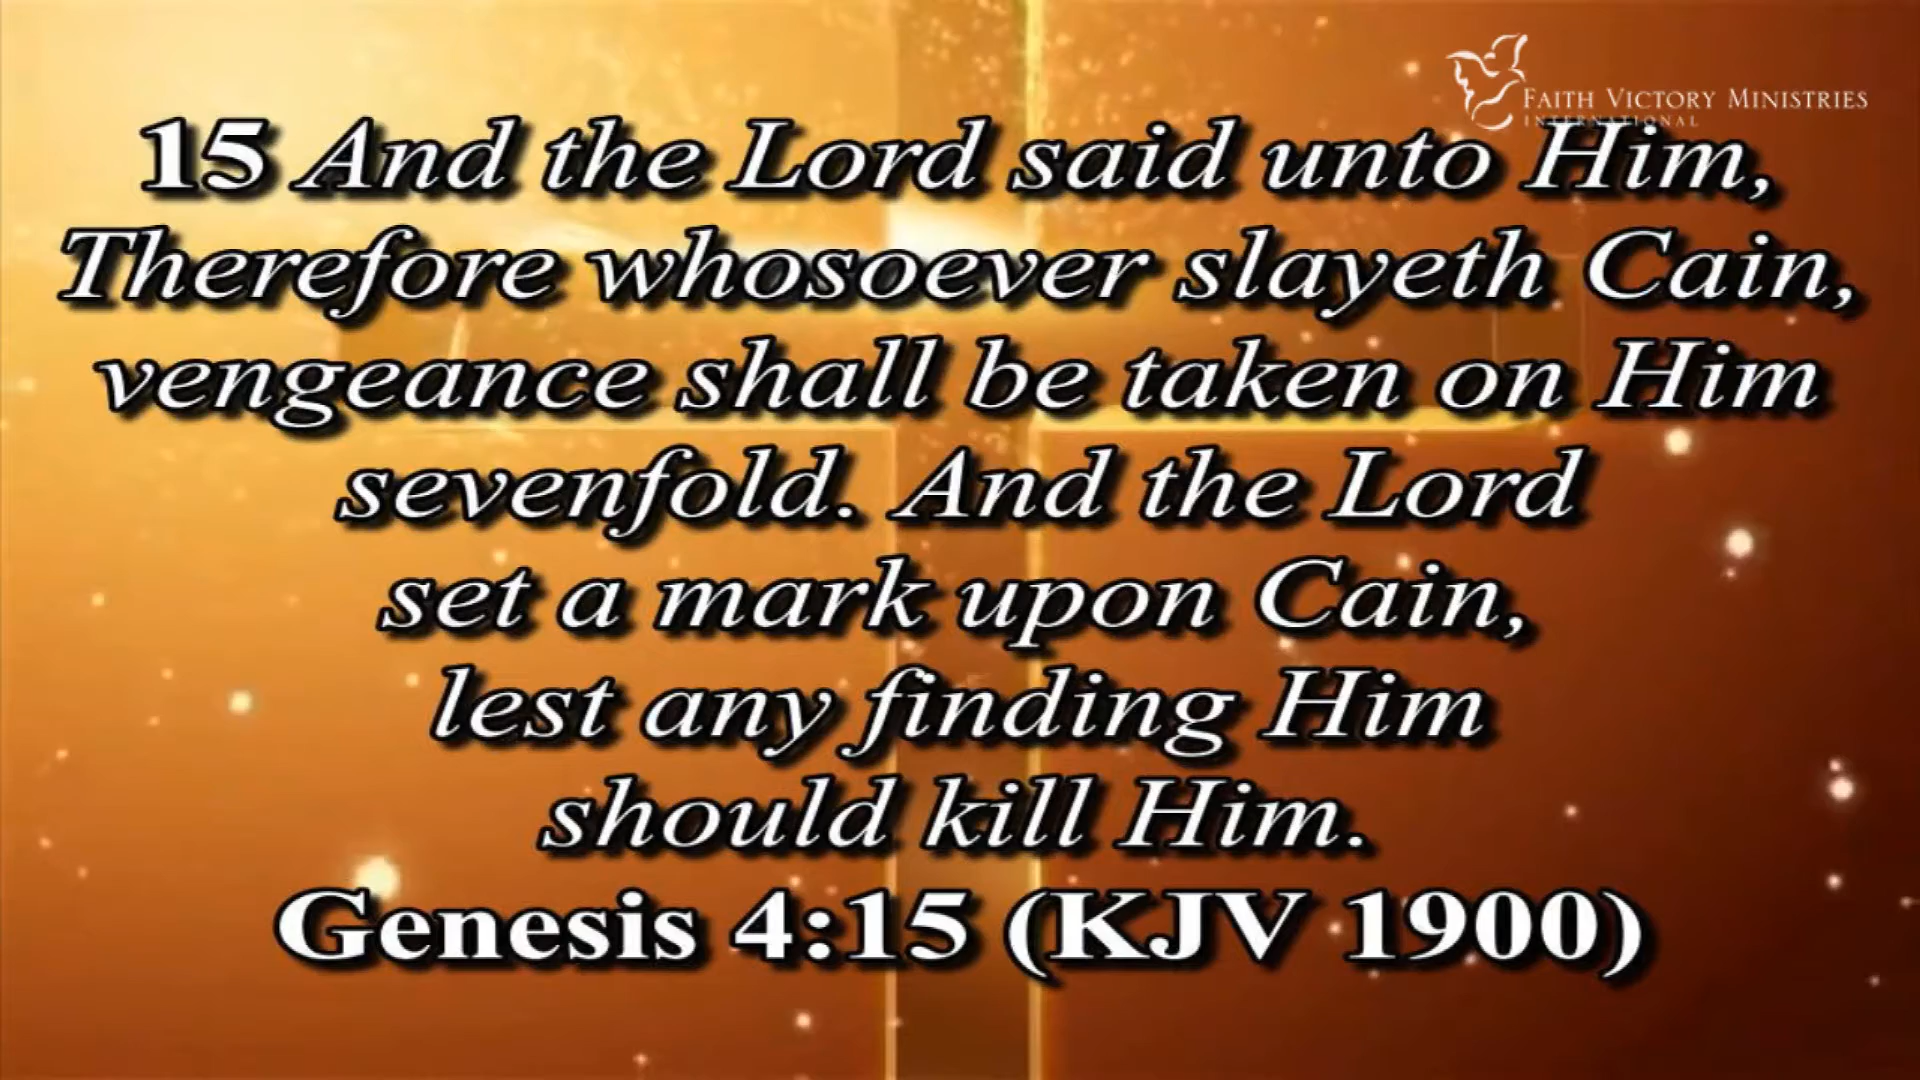 FAITH VICTORY MINISTRIES
INTERNATIONAL
15 And the Lord said unto Him,
Therefore whosoever slayeth Cain,
vengeance shall be taken on Him
sevenfold. And the Lord
set a mark upon Cain,
lest any finding Him
should kill Him.
Genesis 4:15 (KJV 1900)